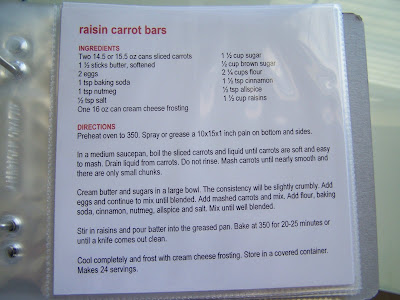 raisin carrot bars
INGREDIENTS
Two 14.5 or 15.5 oz cans sliced carrots
1 ½ sticks butter, softened
2 eggs
1 tsp baking soda
1 tsp nutmeg
½ tsp salt
One 16 oz can cream cheese frosting
1 ½ cup sugar
½ cup brown sugar
2 ¼ cups flour
1 ½ tsp cinnamon
½ tsp allspice
1 ½ cups raisins
DIRECTIONS
Preheat oven to 350. Spray or grease a 10x15x1 inch pan on bottom and sides.
In a medium saucepan, boil the sliced carrots and liquid until carrots are soft and easy
to mash. Drain liquid from carrots. Do not rinse. Mash carrots until nearly smooth and
there are only small chunks.
Cream butter and sugars in a large bowl. The consistency will be slightly crumbly. Add
eggs and continue to mix until blended. Add mashed carrots and mix. Add flour, baking
soda, cinnamon, nutmeg, allspice and salt. Mix until well blended.
Stir in raisins and pour batter into the greased pan. Bake at 350 for 20-25 minutes or
until a knife comes out clean.
Cool completely and frost with cream cheese frosting. Store in a covered container.
Makes 24 servings.